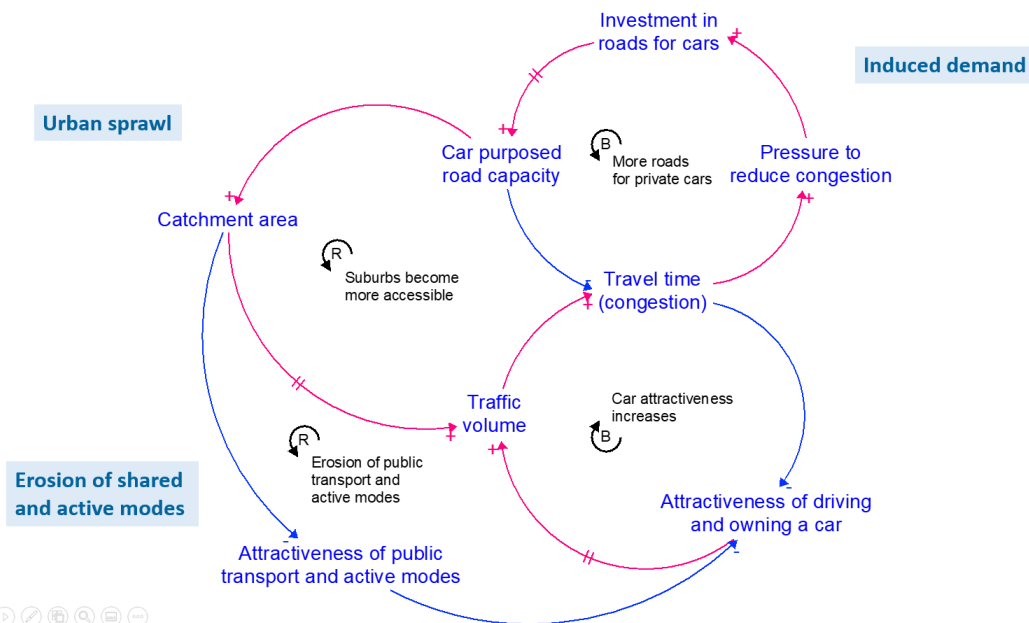 Investment in
roads for cars
Induced demand
Urban sprawl
+
+
B
Car purposed
road capacity
More roads
for private cars
Pressure to
reduce congestion
+
+
Catchment area
R
Suburbs become
more accessible
Travel time
(congestion)
-
+
Traffic
volume
Car attractiveness
increases
B
+
+
R
Erosion of public
transport and
active modes
Erosion of shared
and active modes
-
Attractiveness of driving
and owning a car
-
-
Attractiveness of public
transport and active modes